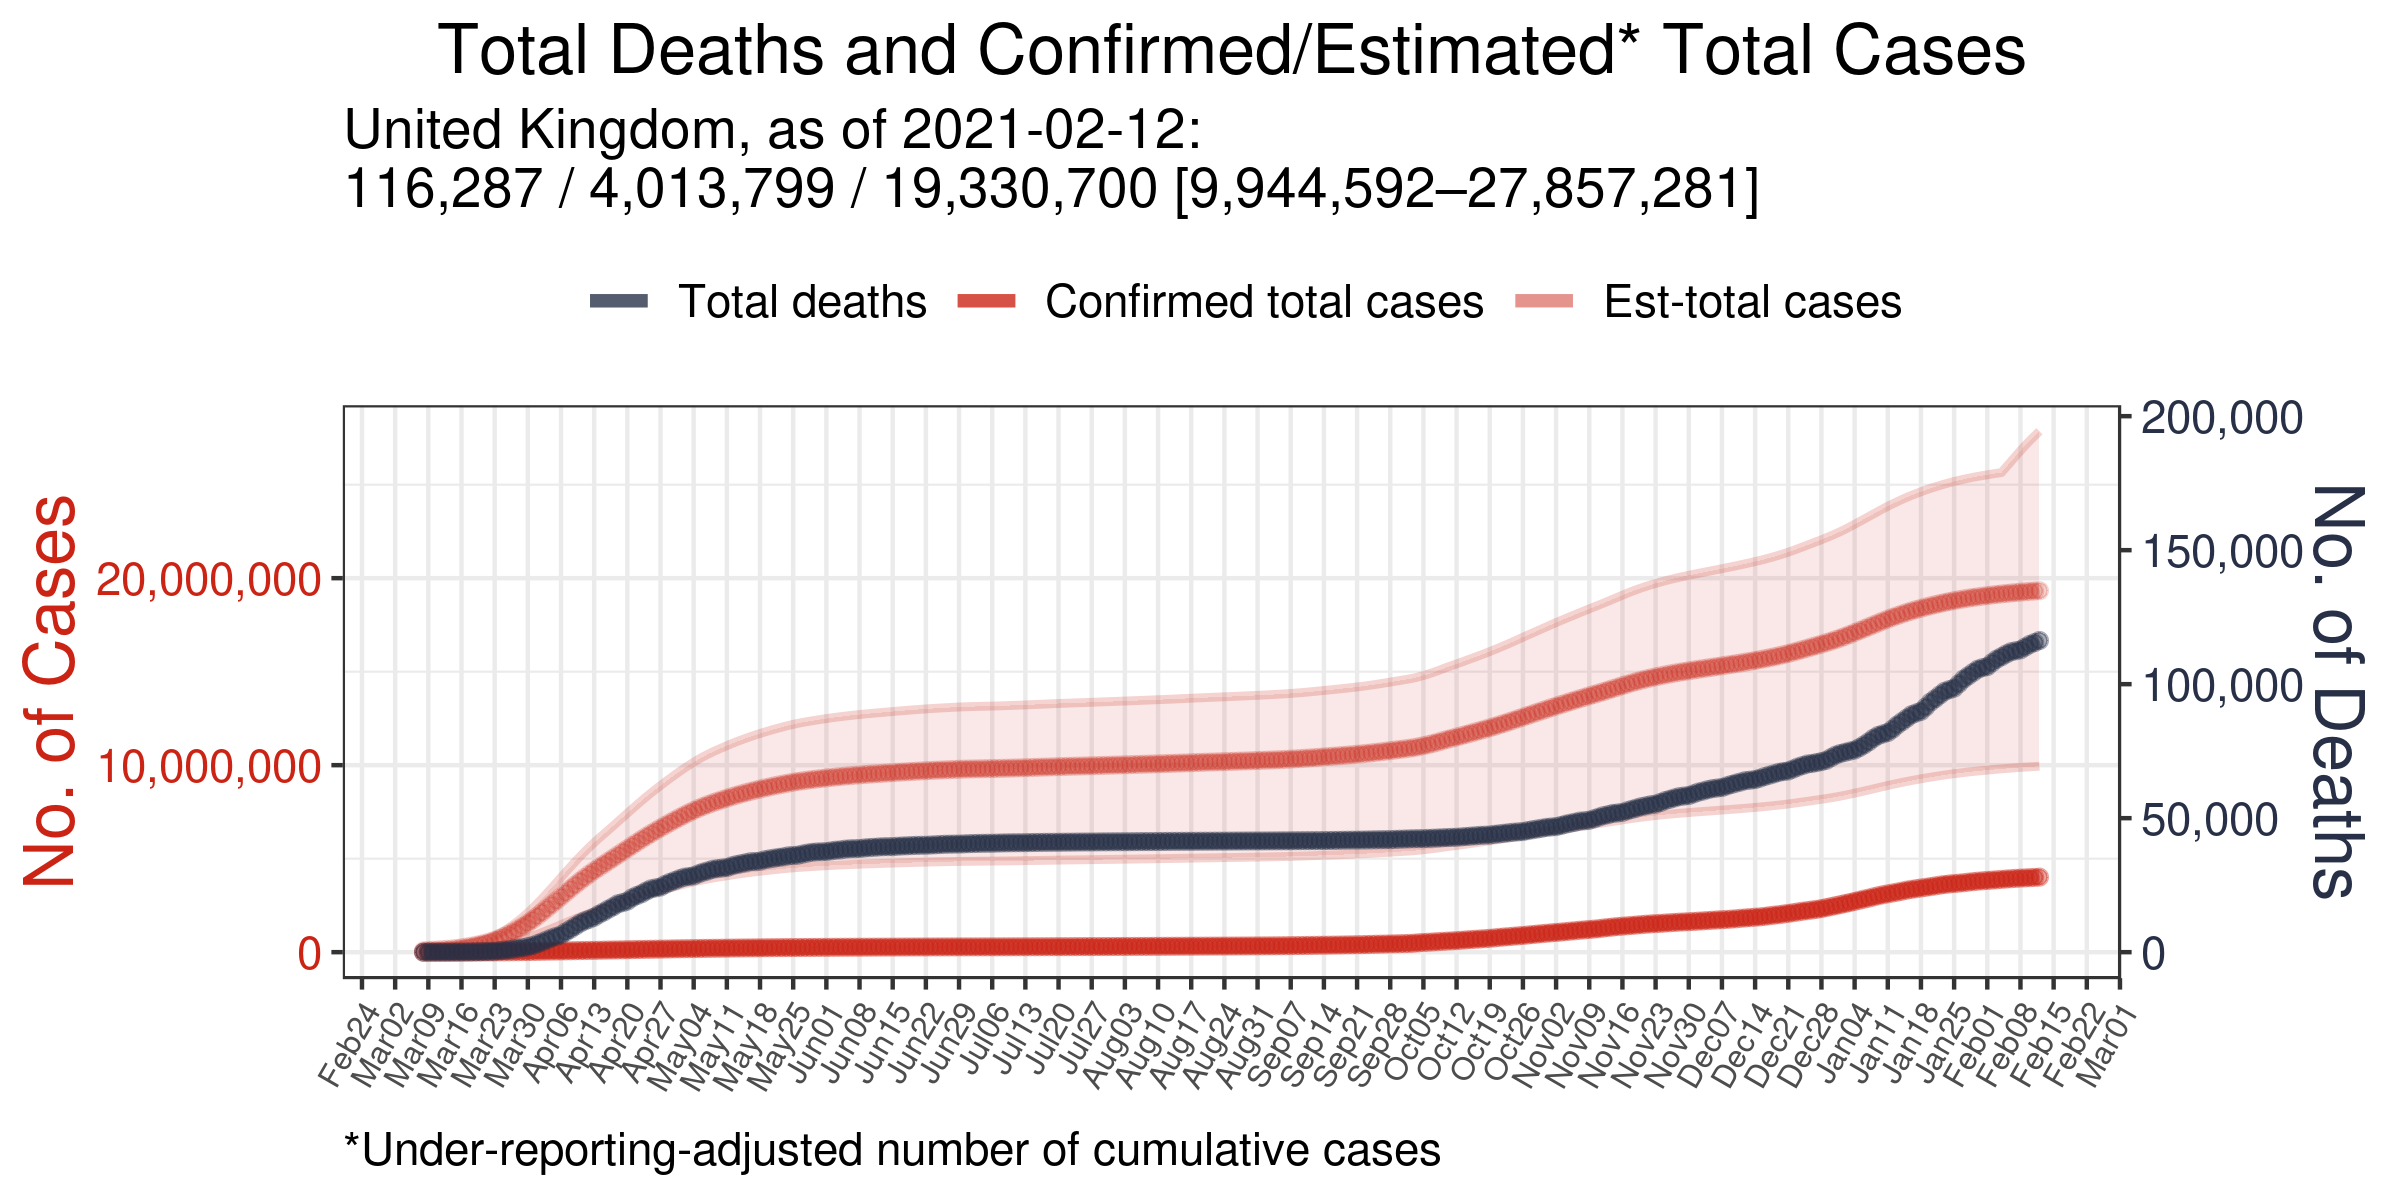 Total Deaths and Confirmed/Estimated* Total Cases
United Kingdom, as of 2021-02-12:
116,287 / 4,013,799 / 19,330,700 [9,944,592–27,857,281]
Total deaths
Confirmed total cases
Est-total cases
No. of Cases
20,000,000
10,000,000
0
200,000
150,000
100,000
50,000
0
No. of Deaths
Feb24
Mar02
Mar09
Mar16
Mar23
Mar30
Apr06
Apr13
Apr20
Apr27
May04
May11
May18
May25
Jun01
Jun08
Jun15
Jun22
Jun29
Jul06
Jul13
Jul20
Jul27
Aug03
Aug10
Aug17
Aug24
Aug31
Sep07
Sep14
Sep21
Sep28
Oct05
Oct12
Oct19
Oct26
Nov02
Nov09
Nov16
Nov23
Nov30
Dec07
Dec14
Dec21
Dec28
Jan04
Jan11
Jan18
Jan25
Feb01
Feb08
Feb15
Feb22
Mar01
*Under-reporting-adjusted number of cumulative cases